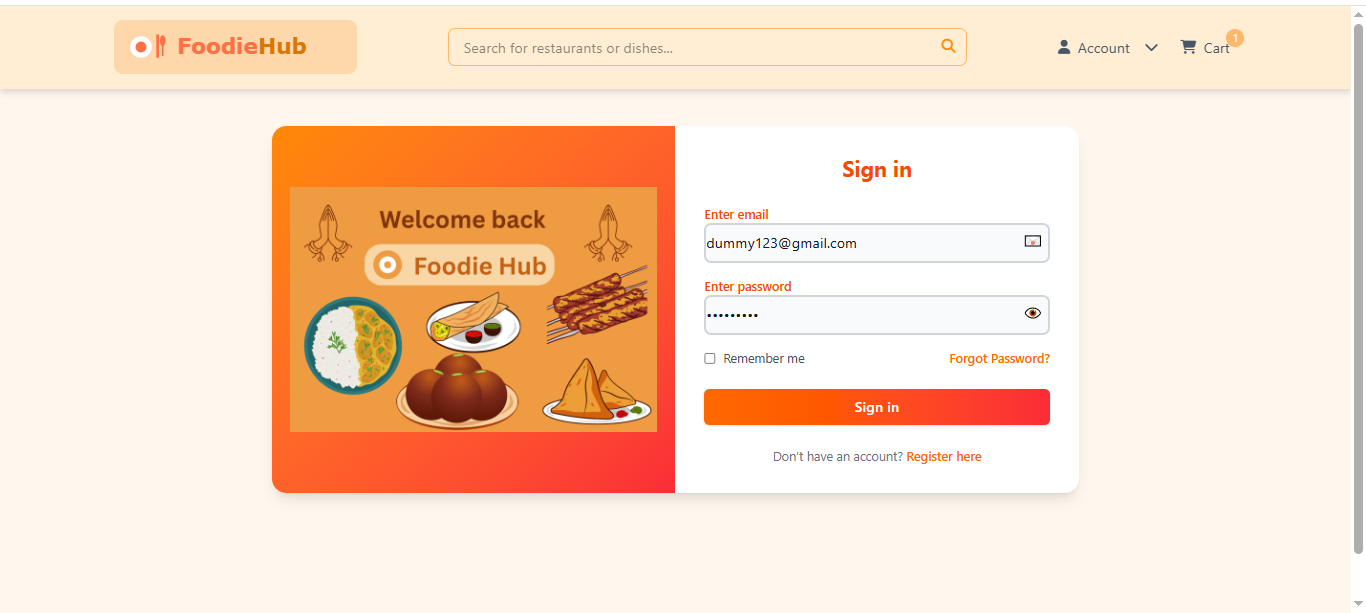 FoodieHub
Search for restaurants or dishes...
Account
Cart
1
Welcome back
Foodie Hub
Sign in
Enter email
dummy123@gmail.com
Enter password
•••••••••
Remember me
Forgot Password?
Sign in
Don't have an account? Register here